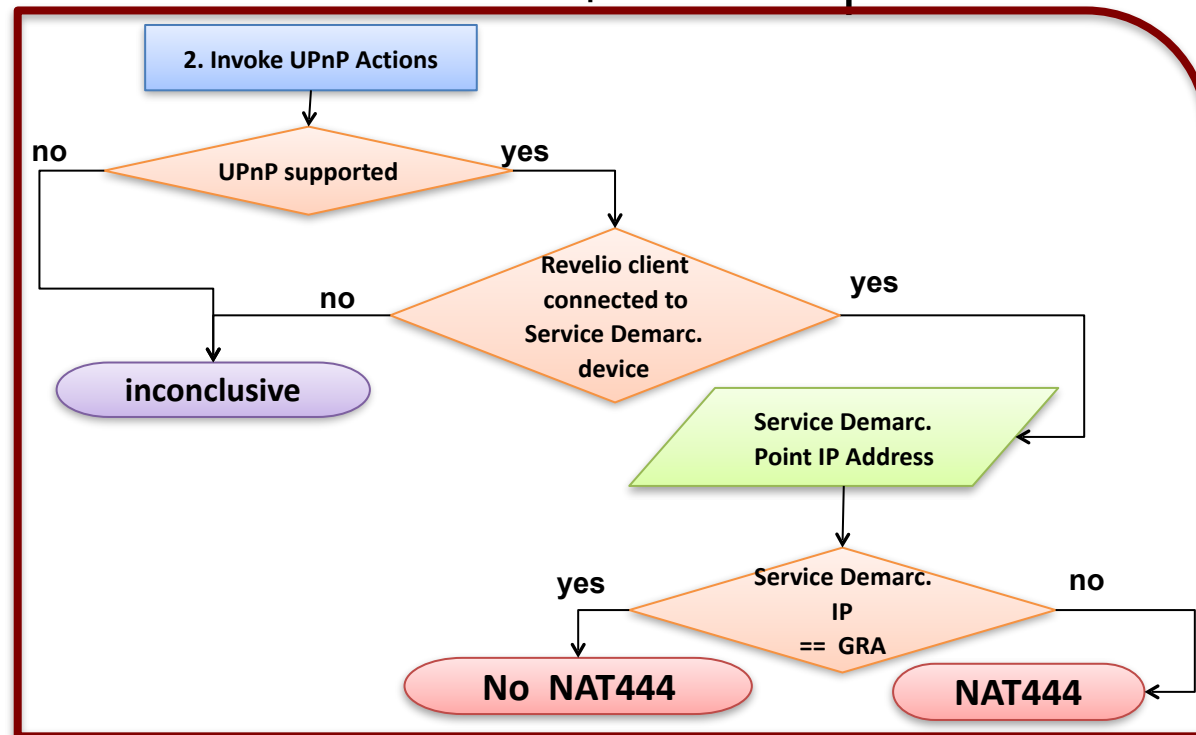 2. Invoke UPnP Actions
no
yes
UPnP supported
Revelio client
connected to
Service Demarc.
device
no
yes
inconclusive
Service Demarc.
Point IP Address
yes
Service Demarc.
IP
== GRA
no
No NAT444
NAT444